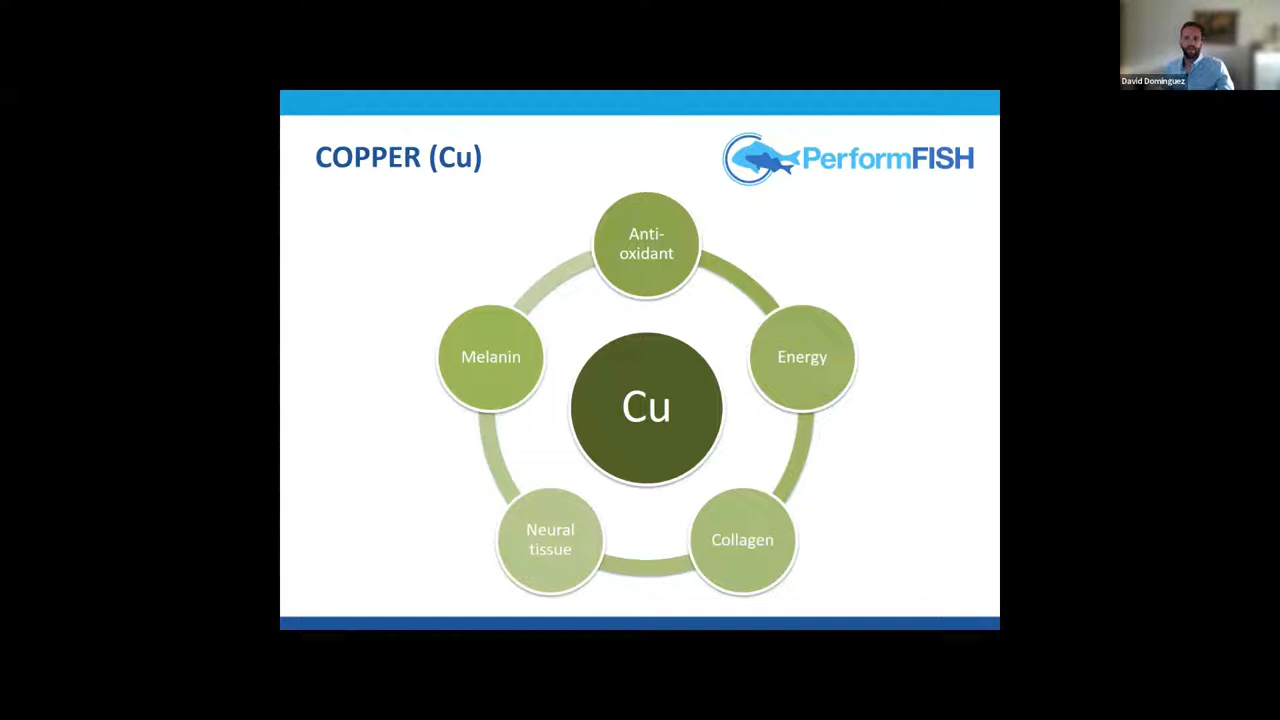 David Dominguez
COPPER (Cu)
PerformFISH
Anti-
oxidant
Melanin
Energy
Cu
Neural
tissue
Collagen